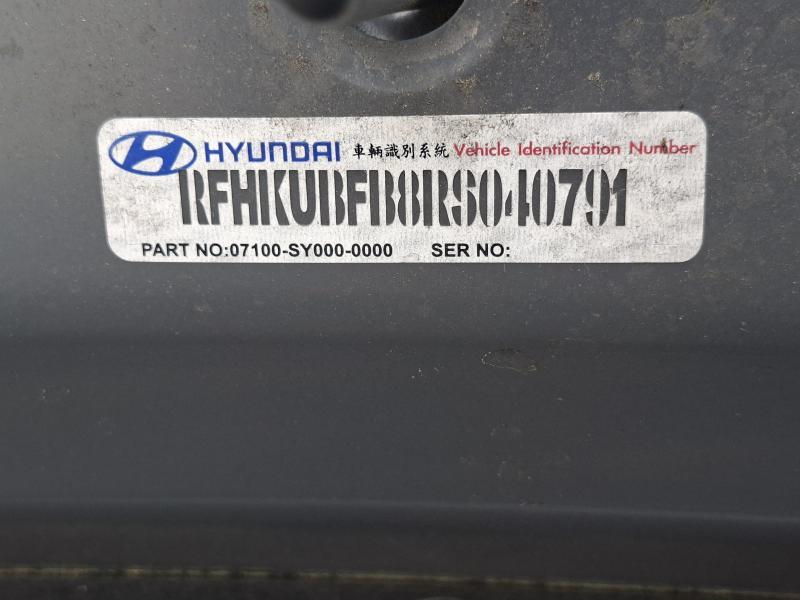 HYUNDAI 車輛識別系統 Vehicle Identification Number
RFHKUBFB8RS040791
PART NO:07100-SY000-0000 SER NO: